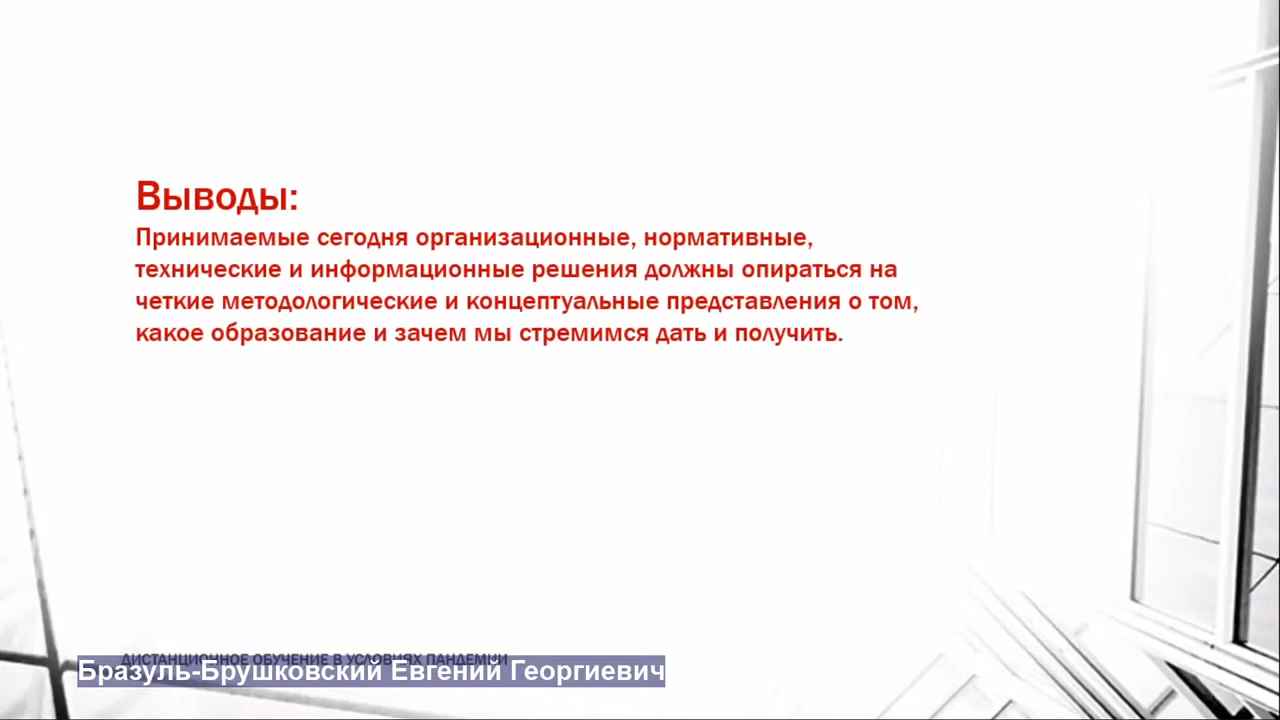 Выводы:
Принимаемые сегодня организационные, нормативные,
технические и информационные решения должны опираться на
четкие методологические и концептуальные представления о том,
какое образование и зачем мы стремимся дать и получить.
ДИСТАНЦИОННОЕ ОБУЧЕНИЕ В УСЛОВИЯХ ПАНДЕМИИ
Бразуль-Брушковский Евгений Георгиевич